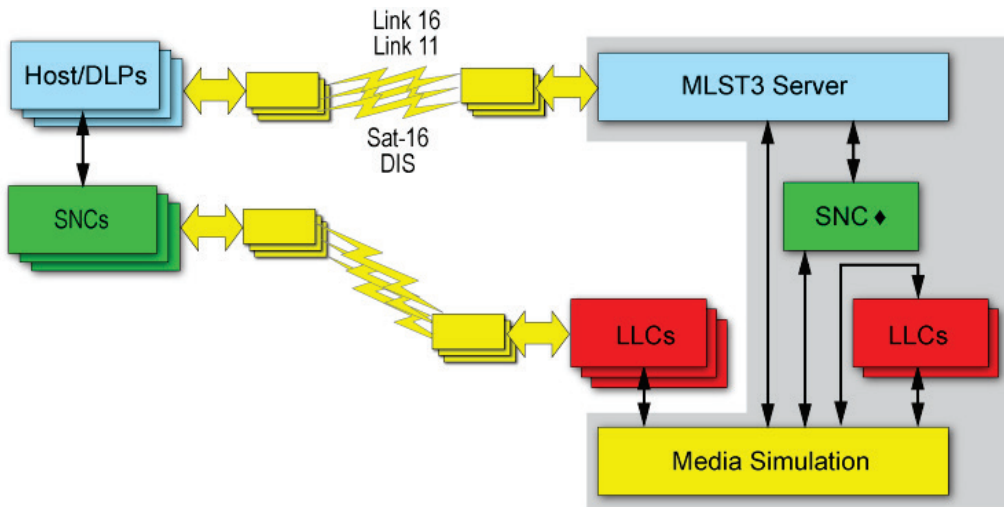 Link 16
Link 11
Host/DLPs
MLST3 Server
Sat-16
DIS
SNCs
SNC ♦
LLCs
LLCs
Media Simulation